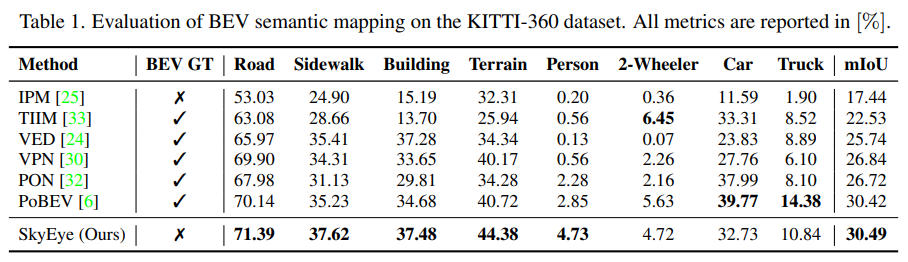 Table 1. Evaluation of BEV semantic mapping on the KITTI-360 dataset. All metrics are reported in [%].
Method BEV GT Road Sidewalk Building Terrain Person 2-Wheeler Car Truck mIoU
IPM [25] ✗ 53.03 24.90 15.19 32.31 0.20 0.36 11.59 1.90 17.44
TIIM [33] ✓ 63.08 28.66 13.70 25.94 0.56 6.45 33.31 8.52 22.53
VED [24] ✓ 65.97 35.41 37.28 34.34 0.13 0.07 23.83 8.89 25.74
VPN [30] ✓ 69.90 34.31 33.65 40.17 0.56 2.26 27.76 6.10 26.84
PON [32] ✓ 67.98 31.13 29.81 34.28 2.28 2.16 37.99 8.10 26.72
PoBEV [6] ✓ 70.14 35.23 34.68 40.72 2.85 5.63 39.77 14.38 30.42
SkyEye (Ours) ✗ 71.39 37.62 37.48 44.38 4.73 4.72 32.73 10.84 30.49